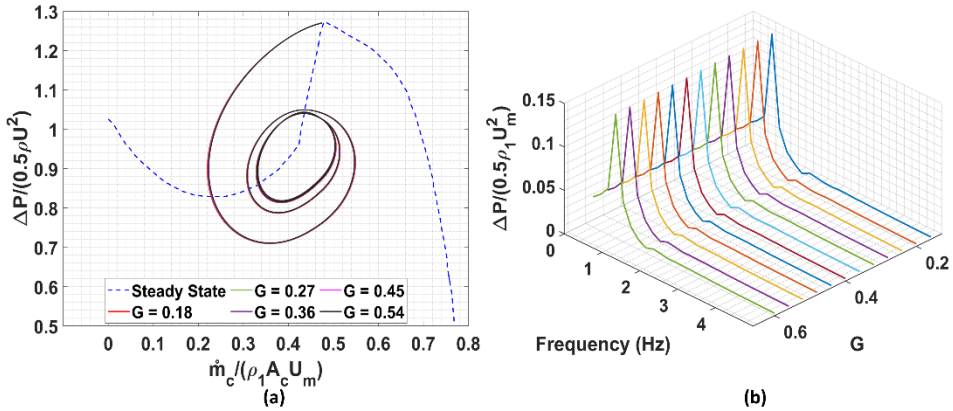 1.3
1.2
1.1
1
0.9
0.8
0.7
0.6
0.5
ΔP/(0.5ρU²)
Steady State
G = 0.18
G = 0.27
G = 0.36
G = 0.45
G = 0.54
0 0.1 0.2 0.3 0.4 0.5 0.6 0.7 0.8
ṁ_c/(ρ₁A_cU_m)
(a)
0.15
0.1
0.05
0
ΔP/(0.5ρ₁U_m²)
0
1
2
3
4
Frequency (Hz)
0.6
0.4
0.2
G
(b)